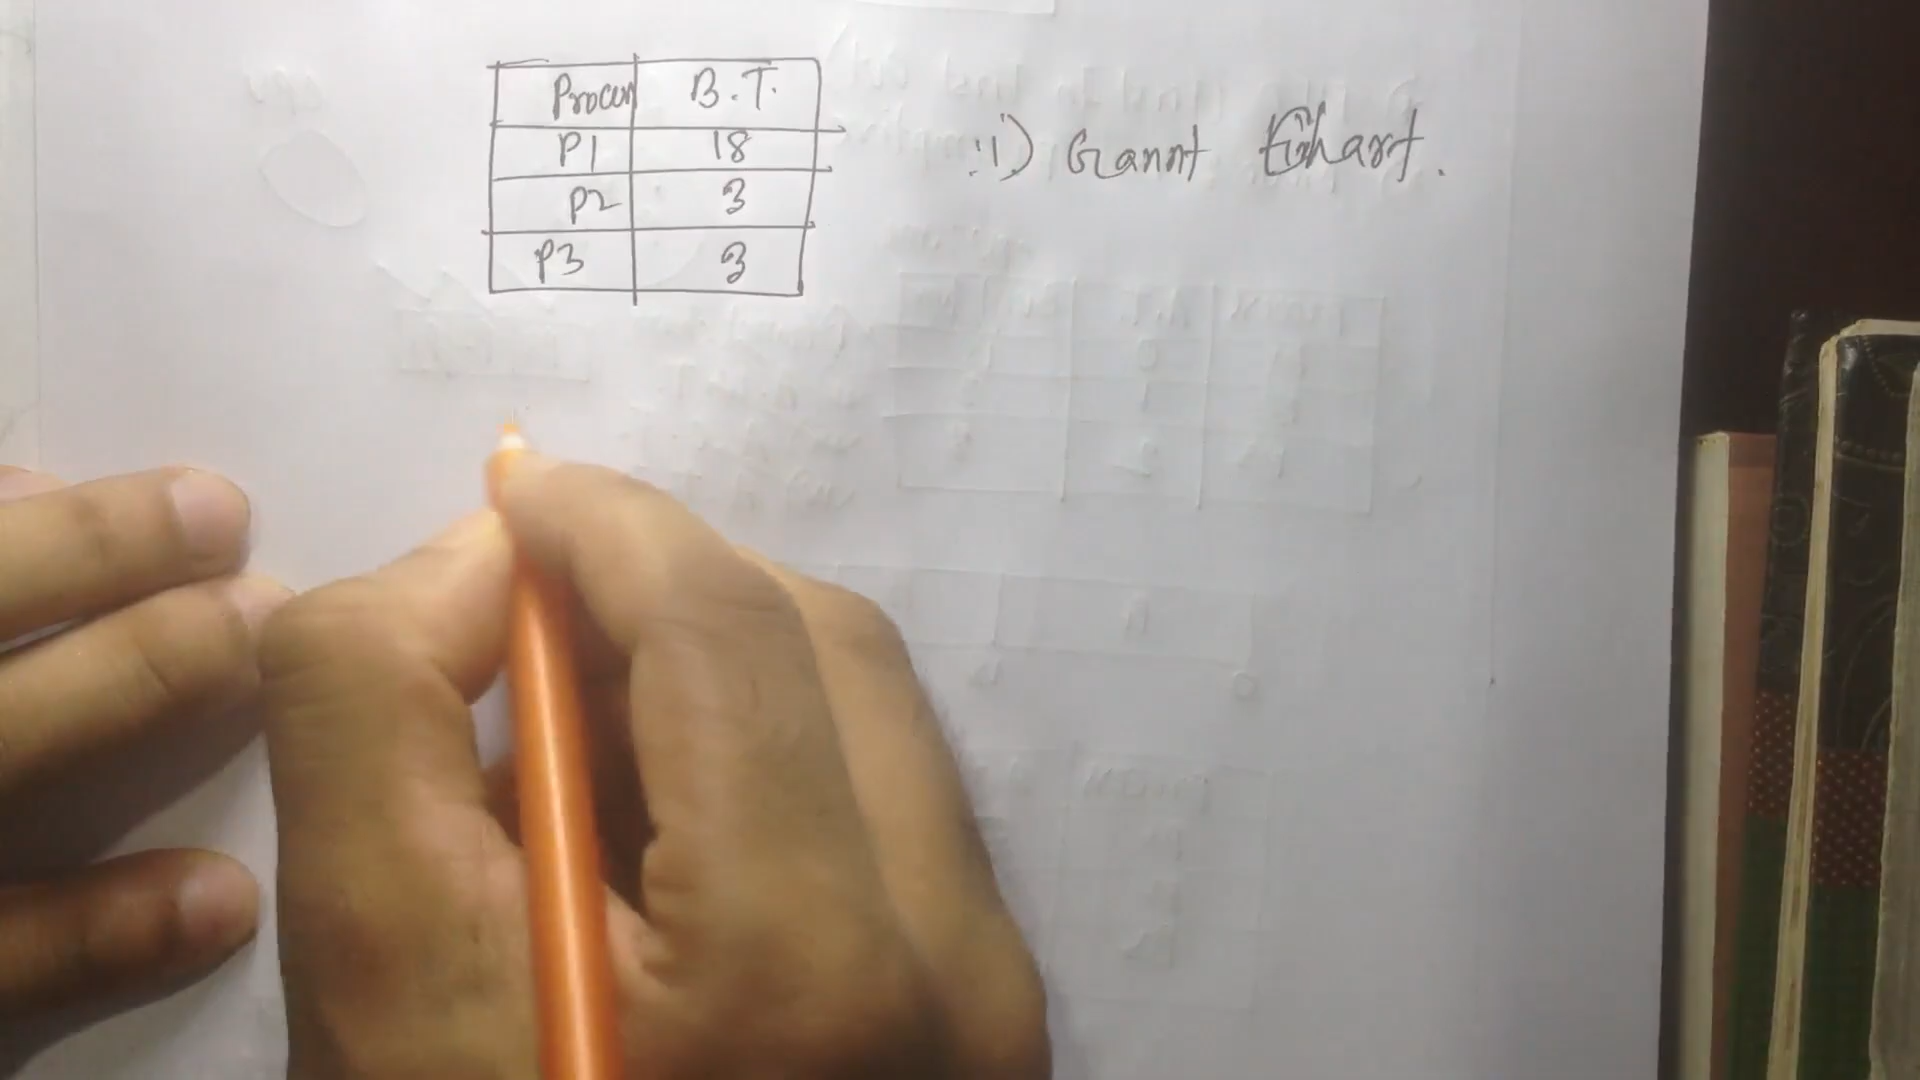 Process B.T.
P1 18
P2 3
P3 3
i) Gannt Chart.